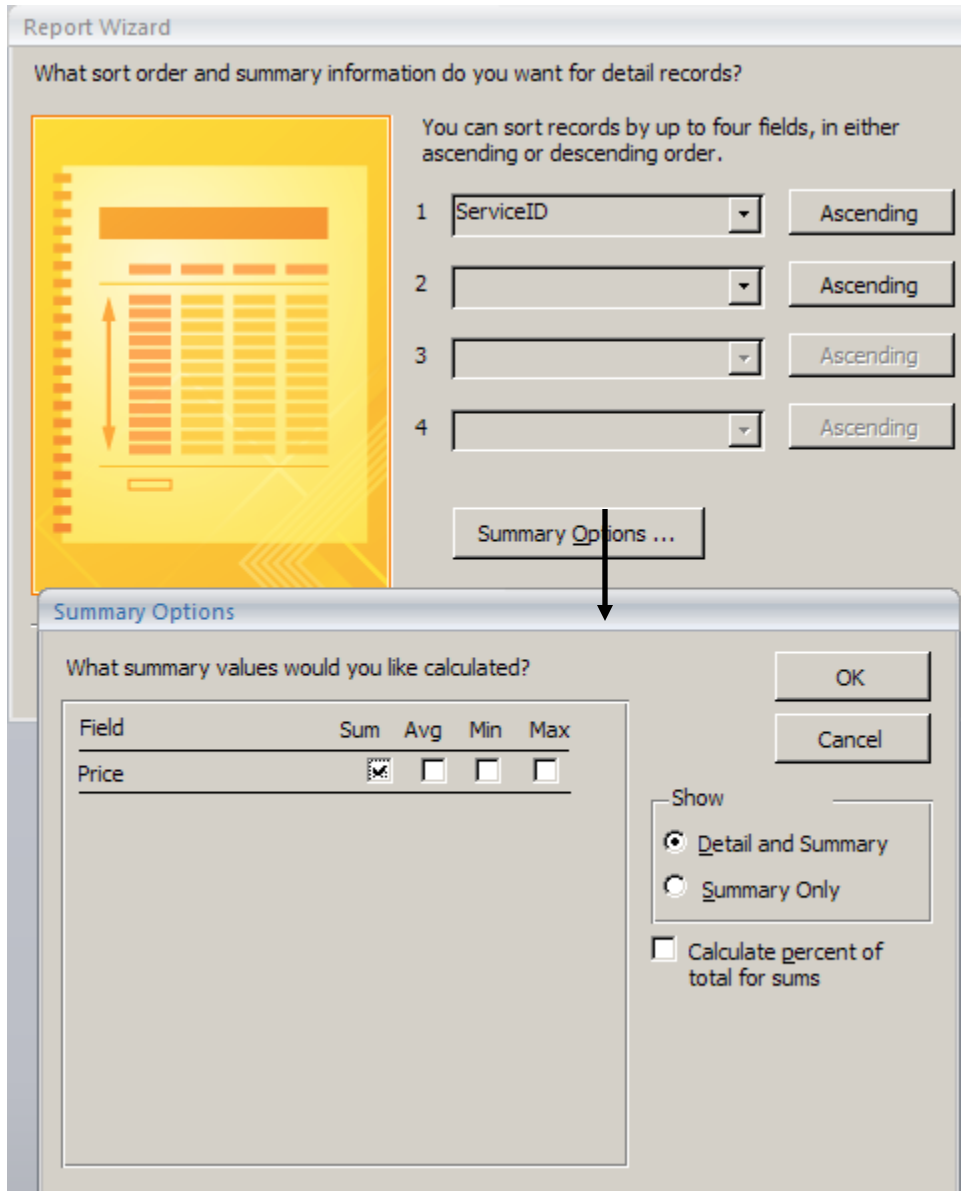 Report Wizard
What sort order and summary information do you want for detail records?
You can sort records by up to four fields, in either
ascending or descending order.
1 ServiceID Ascending
2 Ascending
3 Ascending
4 Ascending
Summary Options ...
Summary Options
What summary values would you like calculated?
OK
Cancel
Field Sum Avg Min Max
Price
Show
Detail and Summary
Summary Only
Calculate percent of
total for sums